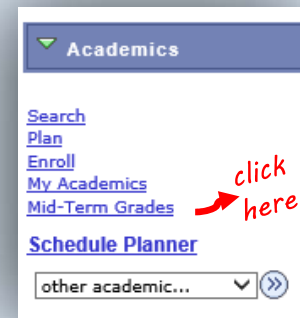 Academics
Search
Plan
Enroll
My Academics
Mid-Term Grades
click
here
Schedule Planner
other academic...